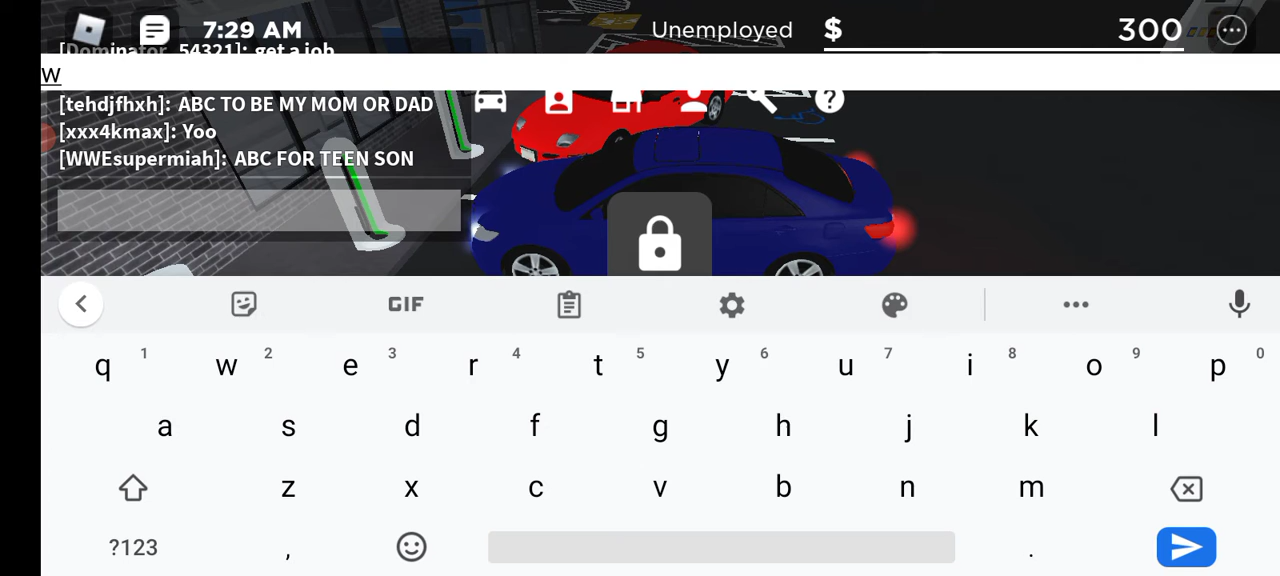 7:29 AM
Unemployed $ 300
[Dominator_54321]: get a job
w
[tehdjfhxh]: ABC TO BE MY MOM OR DAD
[xxx4kmax]: Yoo
[WWEsupermiah]: ABC FOR TEEN SON
GIF
q 1 w 2 e 3 r 4 t 5 y 6 u 7 i 8 o 9 p 0
a s d f g h j k l
z x c v b n m
?123 , .